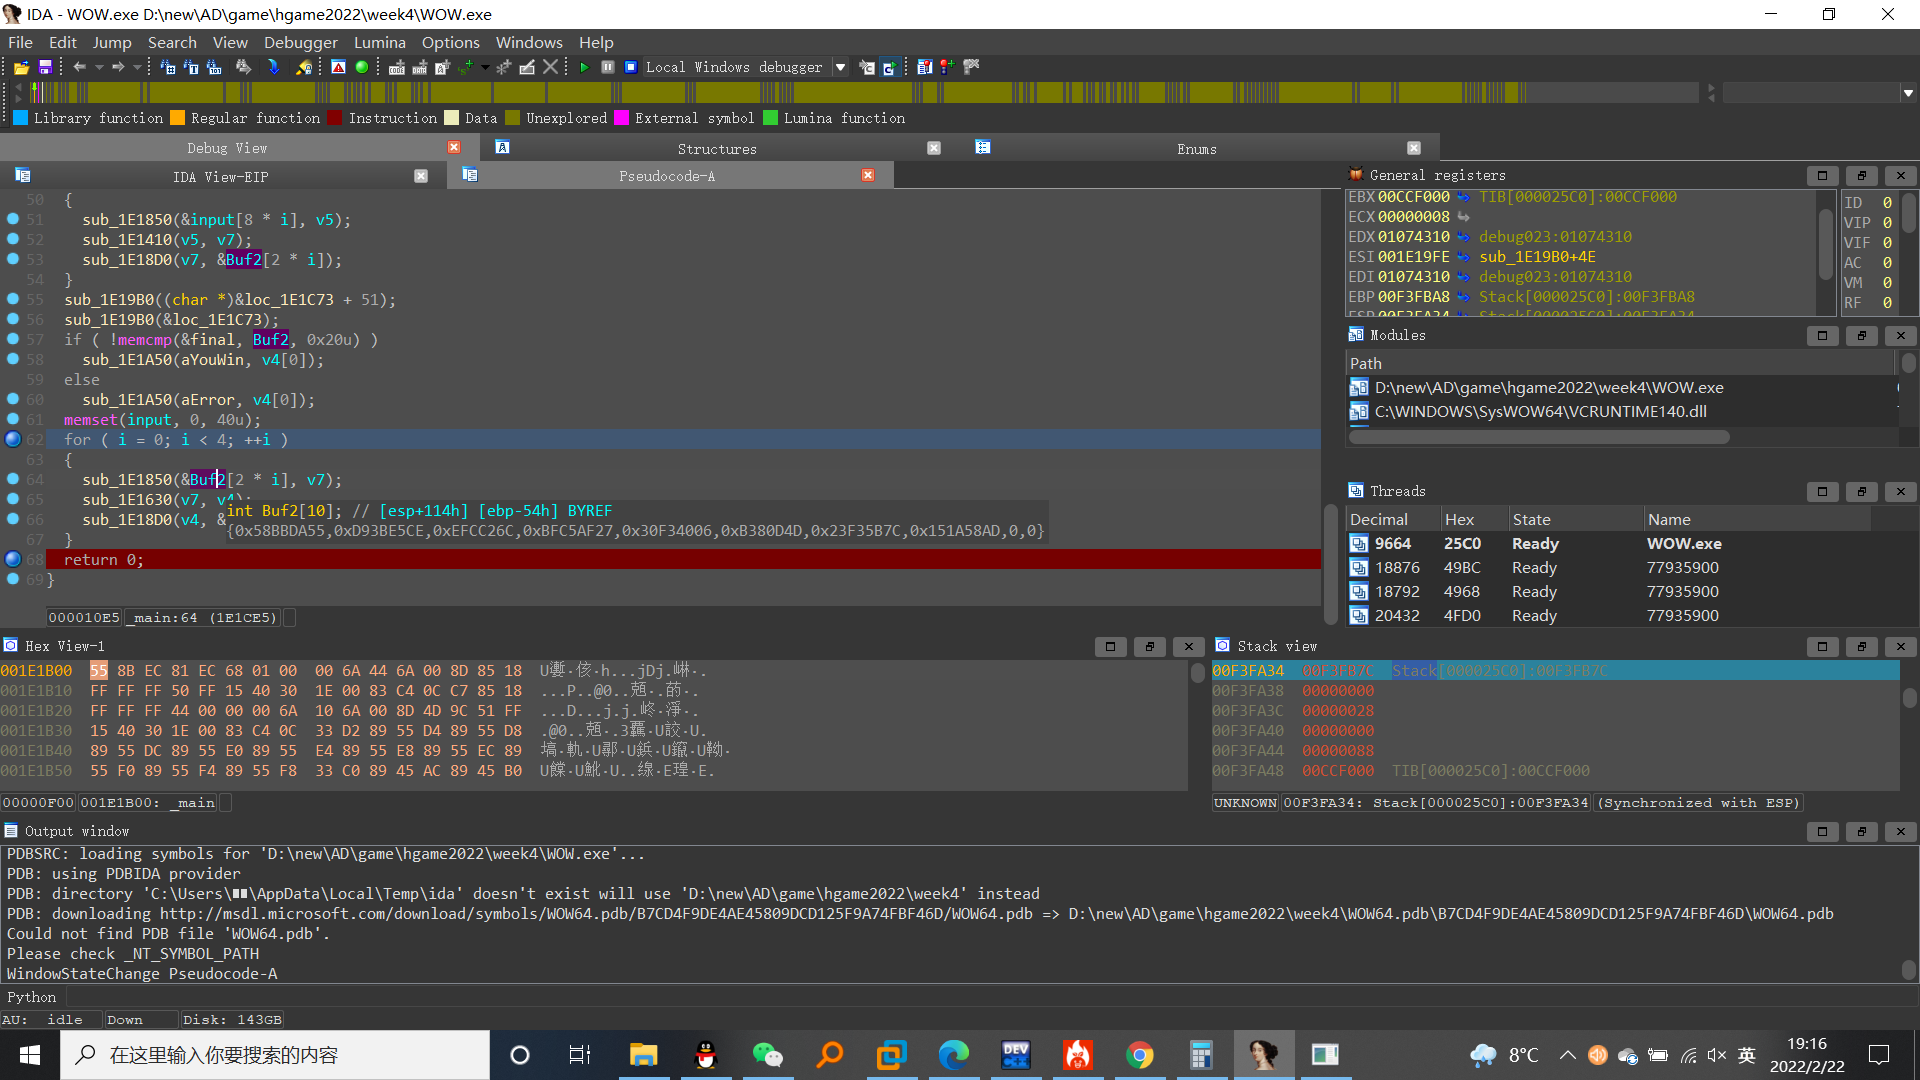 IDA - WOW.exe D:\new\AD\game\hgame2022\week4\WOW.exe
File Edit Jump Search View Debugger Lumina Options Windows Help
Local Windows debugger
Library function Regular function Instruction Data Unexplored External symbol Lumina function
Debug View Structures Enums
IDA View-EIP Pseudocode-A
50 {
51 sub_1E1850(&input[8 * i], v5);
52 sub_1E1410(v5, v7);
53 sub_1E18D0(v7, &Buf2[2 * i]);
54 }
55 sub_1E19B0((char *)&loc_1E1C73 + 51);
56 sub_1E19B0(&loc_1E1C73);
57 if ( !memcmp(&final, Buf2, 0x20u) )
58 sub_1E1A50(aYouWin, v4[0]);
59 else
60 sub_1E1A50(aError, v4[0]);
61 memset(input, 0, 40u);
62 for ( i = 0; i < 4; ++i )
63 {
64 sub_1E1850(&Buf2[2 * i], v7);
65 sub_1E1630(v7, v4);
66 sub_1E18D0(v4, &
int Buf2[10]; // [esp+114h] [ebp-54h] BYREF
{0x58BBDA55,0xD93BE5CE,0xEFCC26C,0xBFC5AF27,0x30F34006,0xB380D4D,0x23F35B7C,0x151A58AD,0,0}
67 }
68 return 0;
69 }
000010E5 _main:64 (1E1CE5)
General registers
EBX 00CCF000 TIB[000025C0]:00CCF000
ECX 00000008
EDX 01074310 debug023:01074310
ESI 001E19FE sub_1E19B0+4E
EDI 01074310 debug023:01074310
EBP 00F3FBA8 Stack[000025C0]:00F3FBA8
ESP 00F3FA34 Stack[000025C0]:00F3FA34
ID 0
VIP 0
VIF 0
AC 0
VM 0
RF 0
Modules
Path
D:\new\AD\game\hgame2022\week4\WOW.exe
C:\WINDOWS\SysWOW64\VCRUNTIME140.dll
Threads
Decimal Hex State Name
9664 25C0 Ready WOW.exe
18876 49BC Ready 77935900
18792 4968 Ready 77935900
20432 4FD0 Ready 77935900
Hex View-1
001E1B00 55 8B EC 81 EC 68 01 00 00 6A 44 6A 00 8D 85 18
001E1B10 FF FF FF 50 FF 15 40 30 1E 00 83 C4 0C C7 85 18
001E1B20 FF FF FF 44 00 00 00 6A 10 6A 00 8D 4D 9C 51 FF
001E1B30 15 40 30 1E 00 83 C4 0C 33 D2 89 55 D4 89 55 D8
001E1B40 89 55 DC 89 55 E0 89 55 E4 89 55 E8 89 55 EC 89
001E1B50 55 F0 89 55 F4 89 55 F8 33 C0 89 45 AC 89 45 B0
00000F00 001E1B00: _main
Stack view
00F3FA34 00F3FB7C Stack[000025C0]:00F3FB7C
00F3FA38 00000000
00F3FA3C 00000028
00F3FA40 00000000
00F3FA44 00000088
00F3FA48 00CCF000 TIB[000025C0]:00CCF000
UNKNOWN 00F3FA34: Stack[000025C0]:00F3FA34 (Synchronized with ESP)
Output window
PDBSRC: loading symbols for 'D:\new\AD\game\hgame2022\week4\WOW.exe'...
PDB: using PDBIDA provider
PDB: directory 'C:\Users\▮▮\AppData\Local\Temp\ida' doesn't exist will use 'D:\new\AD\game\hgame2022\week4' instead
PDB: downloading http://msdl.microsoft.com/download/symbols/WOW64.pdb/B7CD4F9DE4AE45809DCD125F9A74FBF46D/WOW64.pdb => D:\new\AD\game\hgame2022\week4\WOW64.pdb\B7CD4F9DE4AE45809DCD125F9A74FBF46D\WOW64.pdb
Could not find PDB file 'WOW64.pdb'.
Please check _NT_SYMBOL_PATH
WindowStateChange Pseudocode-A
Python
AU: idle Down Disk: 143GB
在这里输入你要搜索的内容
DEV
8°C
英
19:16
2022/2/22